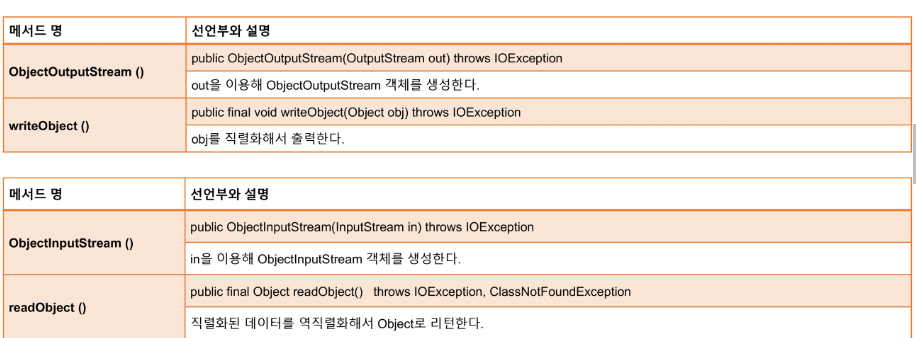 메서드 명 선언부와 설명
ObjectOutputStream () public ObjectOutputStream(OutputStream out) throws IOException
out을 이용해 ObjectOutputStream 객체를 생성한다.
writeObject () public final void writeObject(Object obj) throws IOException
obj를 직렬화해서 출력한다.
메서드 명 선언부와 설명
ObjectInputStream () public ObjectInputStream(InputStream in) throws IOException
in을 이용해 ObjectInputStream 객체를 생성한다.
readObject () public final Object readObject() throws IOException, ClassNotFoundException
직렬화된 데이터를 역직렬화해서 Object로 리턴한다.